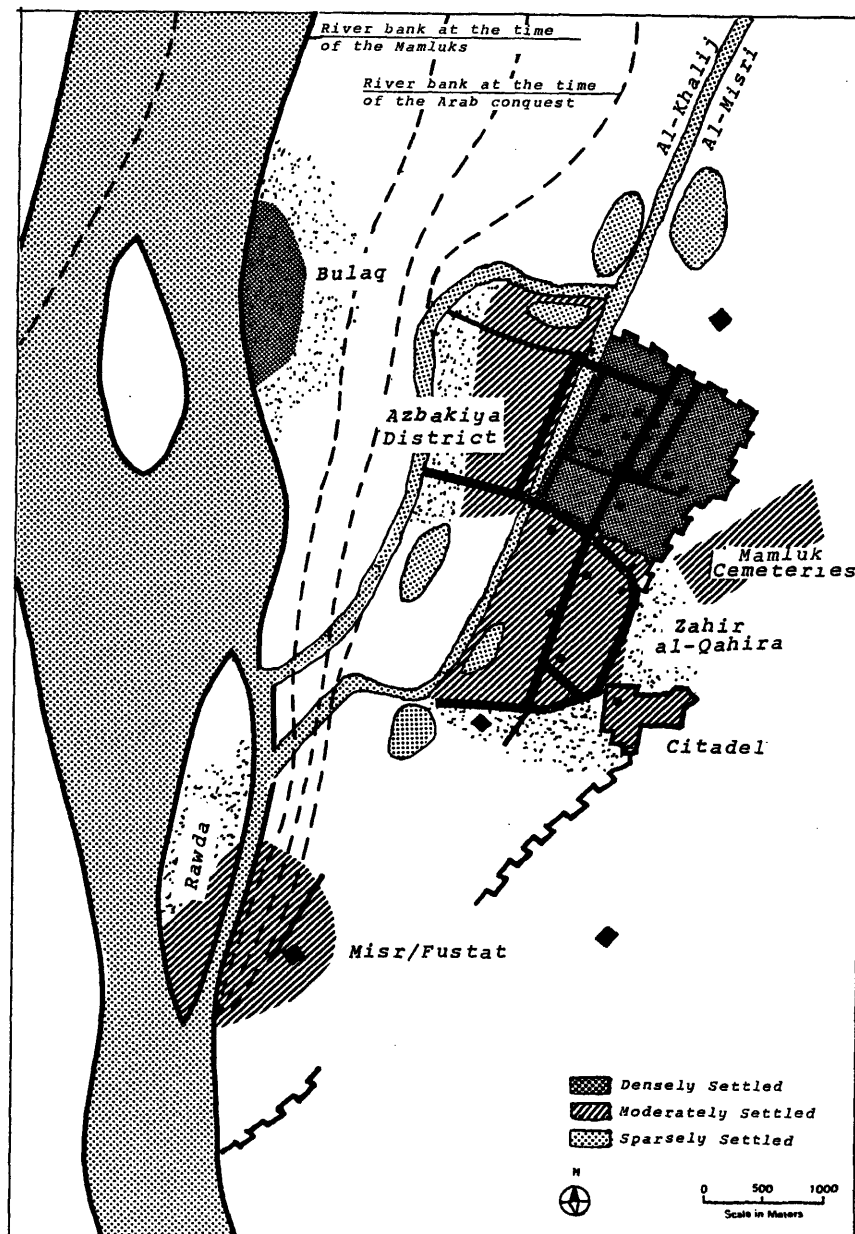 River bank at the time
of the Mamluks
River bank at the time
of the Arab conquest
Al-Khalij
Al-Misri
Bulaq
Azbakiya
District
Mamluk
Cemeteries
Zahir
al-Qahira
Citadel
Rawda
Misr/Fustat
Densely Settled
Moderately Settled
Sparsely Settled
N
0 500 1000
Scale in Meters